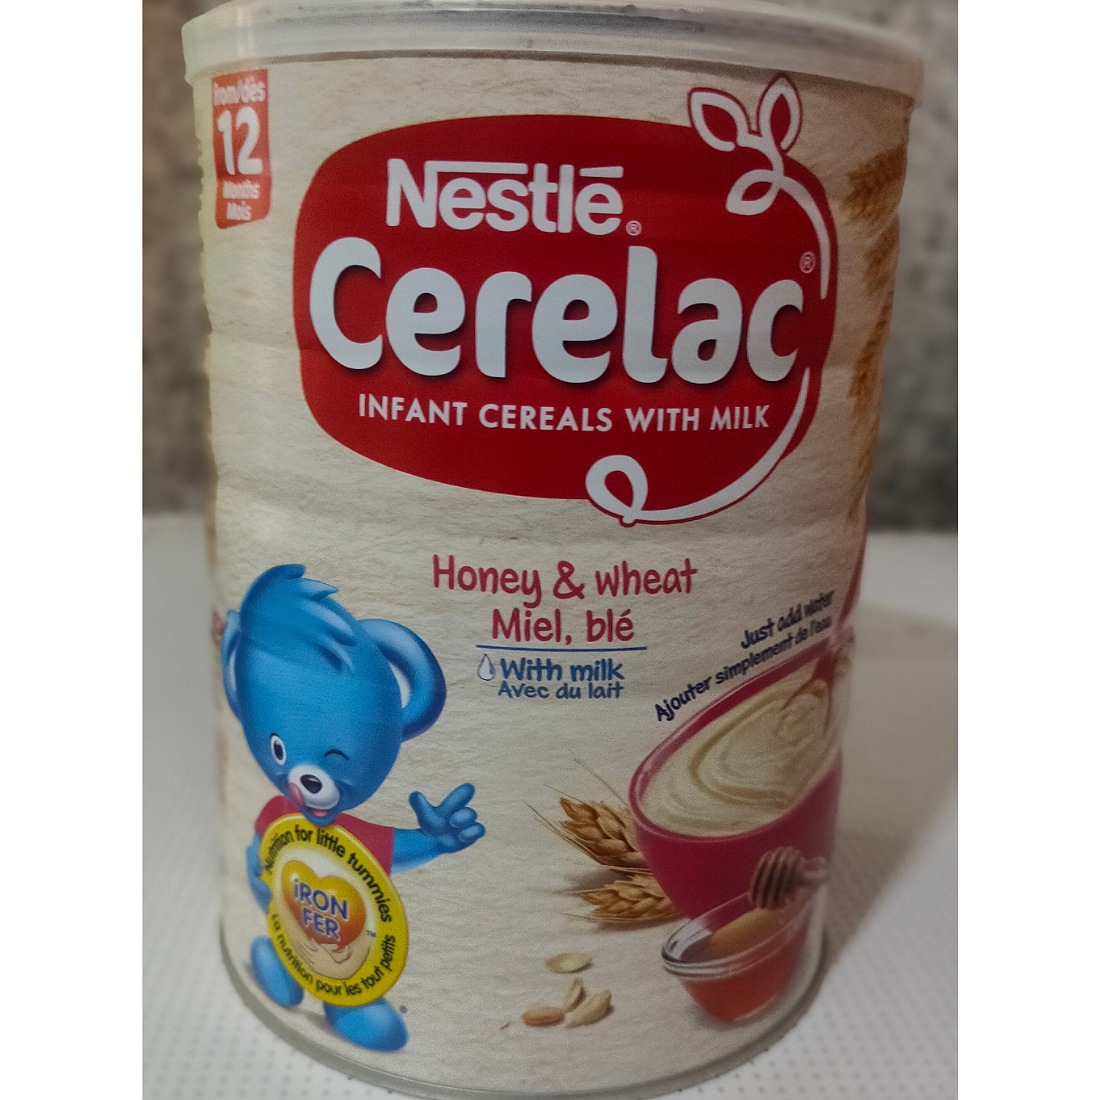 from/dès
12
Months
Mois
Nestlé®
Cerelac®
INFANT CEREALS WITH MILK
Honey & wheat
Miel, blé
With milk
Avec du lait
Just add water
Ajouter simplement de l'eau
Nutrition for little tummies
iRON
FER
TM
La nutrition pour les tout petits